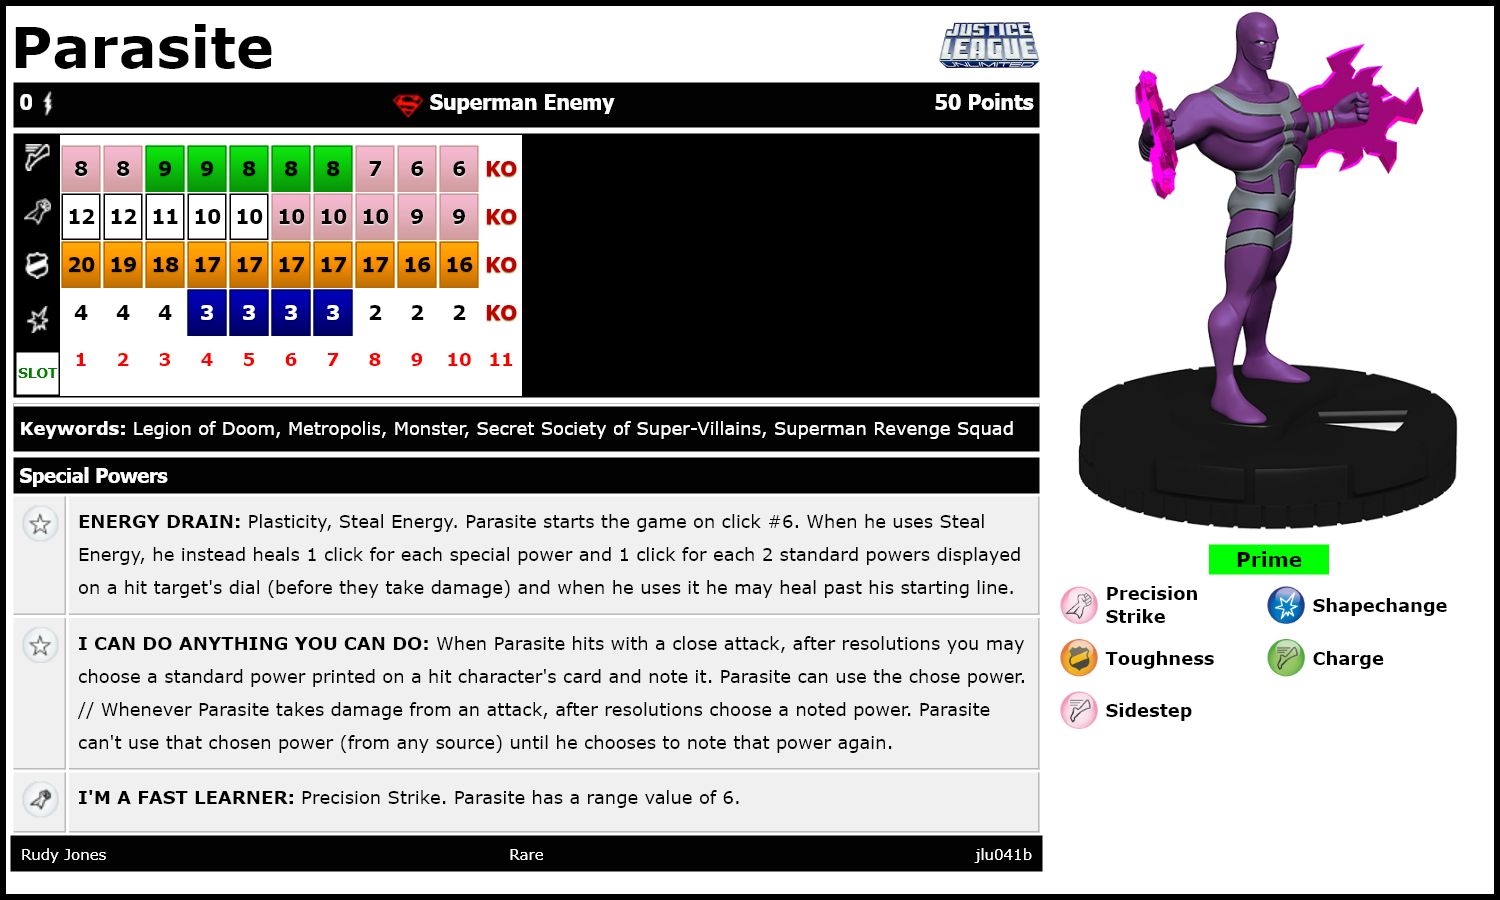 Parasite
JUSTICE
LEAGUE
UNLIMITED
0 Superman Enemy 50 Points
8 8 9 9 8 8 8 7 6 6 KO
12 12 11 10 10 10 10 10 9 9 KO
20 19 18 17 17 17 17 17 16 16 KO
4 4 4 3 3 3 3 2 2 2 KO
SLOT 1 2 3 4 5 6 7 8 9 10 11
Keywords: Legion of Doom, Metropolis, Monster, Secret Society of Super-Villains, Superman Revenge Squad
Special Powers
ENERGY DRAIN: Plasticity, Steal Energy. Parasite starts the game on click #6. When he uses Steal
Energy, he instead heals 1 click for each special power and 1 click for each 2 standard powers displayed
on a hit target's dial (before they take damage) and when he uses it he may heal past his starting line.
I CAN DO ANYTHING YOU CAN DO: When Parasite hits with a close attack, after resolutions you may
choose a standard power printed on a hit character's card and note it. Parasite can use the chose power.
// Whenever Parasite takes damage from an attack, after resolutions choose a noted power. Parasite
can't use that chosen power (from any source) until he chooses to note that power again.
I'M A FAST LEARNER: Precision Strike. Parasite has a range value of 6.
Rudy Jones Rare jlu041b
Prime
Precision
Strike
Shapechange
Toughness
Charge
Sidestep